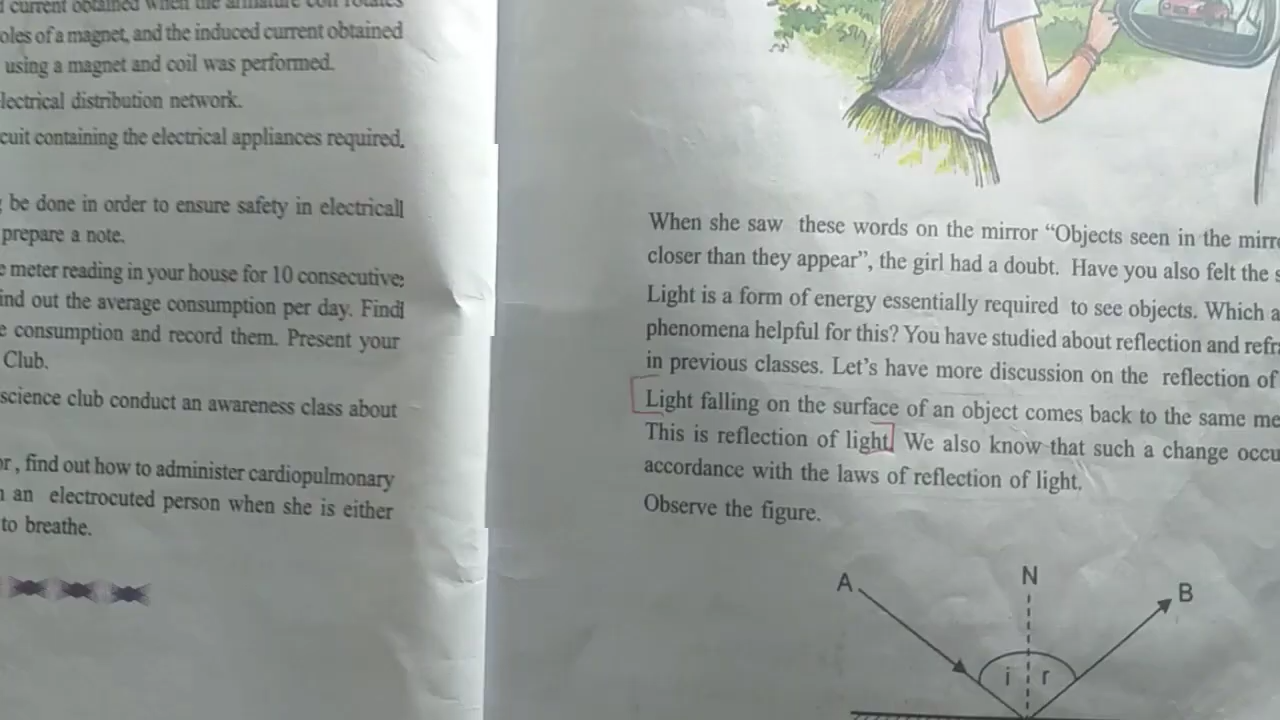 current obtained when the armature coil rotates
oles of a magnet, and the induced current obtained
using a magnet and coil was performed.
lectrical distribution network.
cuit containing the electrical appliances required.
be done in order to ensure safety in electrical
prepare a note.
e meter reading in your house for 10 consecutive
ind out the average consumption per day. Find
e consumption and record them. Present your
Club.
science club conduct an awareness class about
or, find out how to administer cardiopulmonary
n an electrocuted person when she is either
to breathe.
When she saw these words on the mirror “Objects seen in the mirr
closer than they appear”, the girl had a doubt. Have you also felt the s
Light is a form of energy essentially required to see objects. Which a
phenomena helpful for this? You have studied about reflection and refr
in previous classes. Let’s have more discussion on the reflection of
Light falling on the surface of an object comes back to the same me
This is reflection of light. We also know that such a change occu
accordance with the laws of reflection of light.
Observe the figure.
A N B
i r